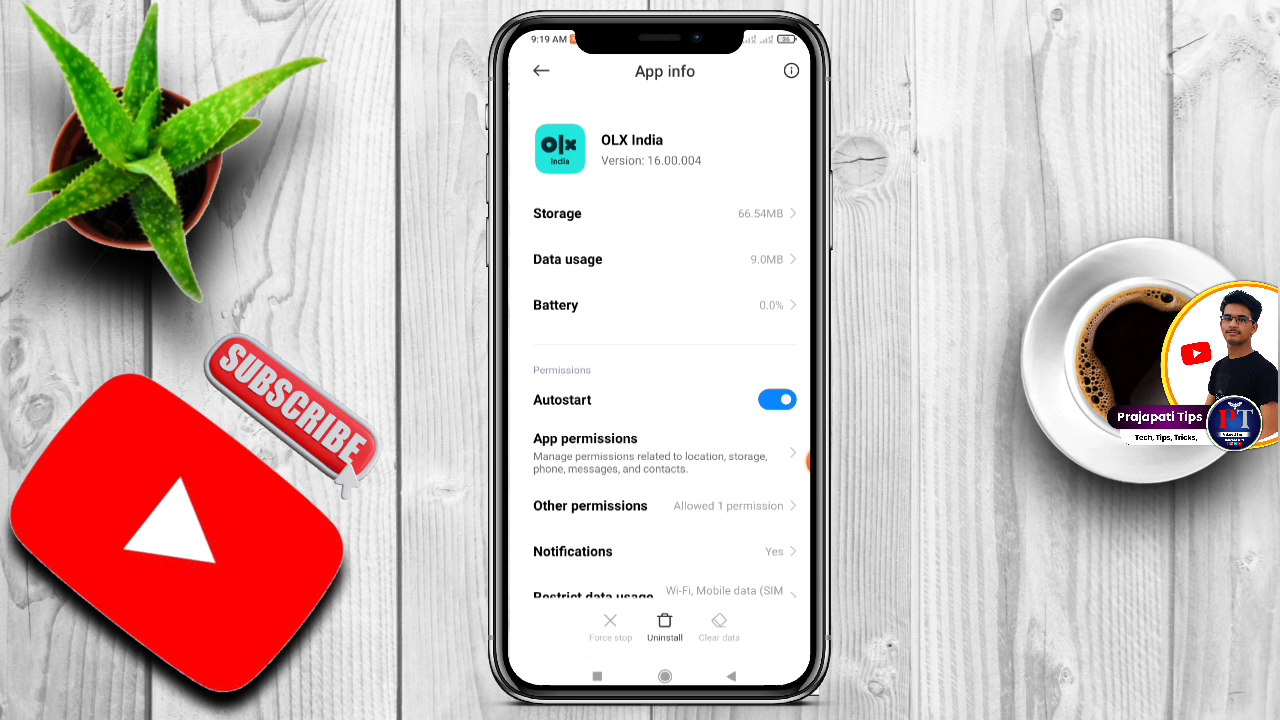 9:19 AM
36
App info
olx
India
OLX India
Version: 16.00.004
Storage
66.54MB
Data usage
9.0MB
Battery
0.0%
Permissions
Autostart
App permissions
Manage permissions related to location, storage,
phone, messages, and contacts.
Other permissions
Allowed 1 permission
Notifications
Yes
Restrict data usage
Wi-Fi, Mobile data (SIM
Force stop
Uninstall
Clear data
SUBSCRIBE
Prajapati Tips
Tech, Tips, Tricks,
PT